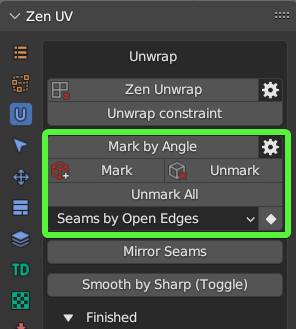 Zen UV
Unwrap
Zen Unwrap
Unwrap constraint
Mark by Angle
Mark Unmark
Unmark All
Seams by Open Edges
Mirror Seams
Smooth by Sharp (Toggle)
TD
Finished